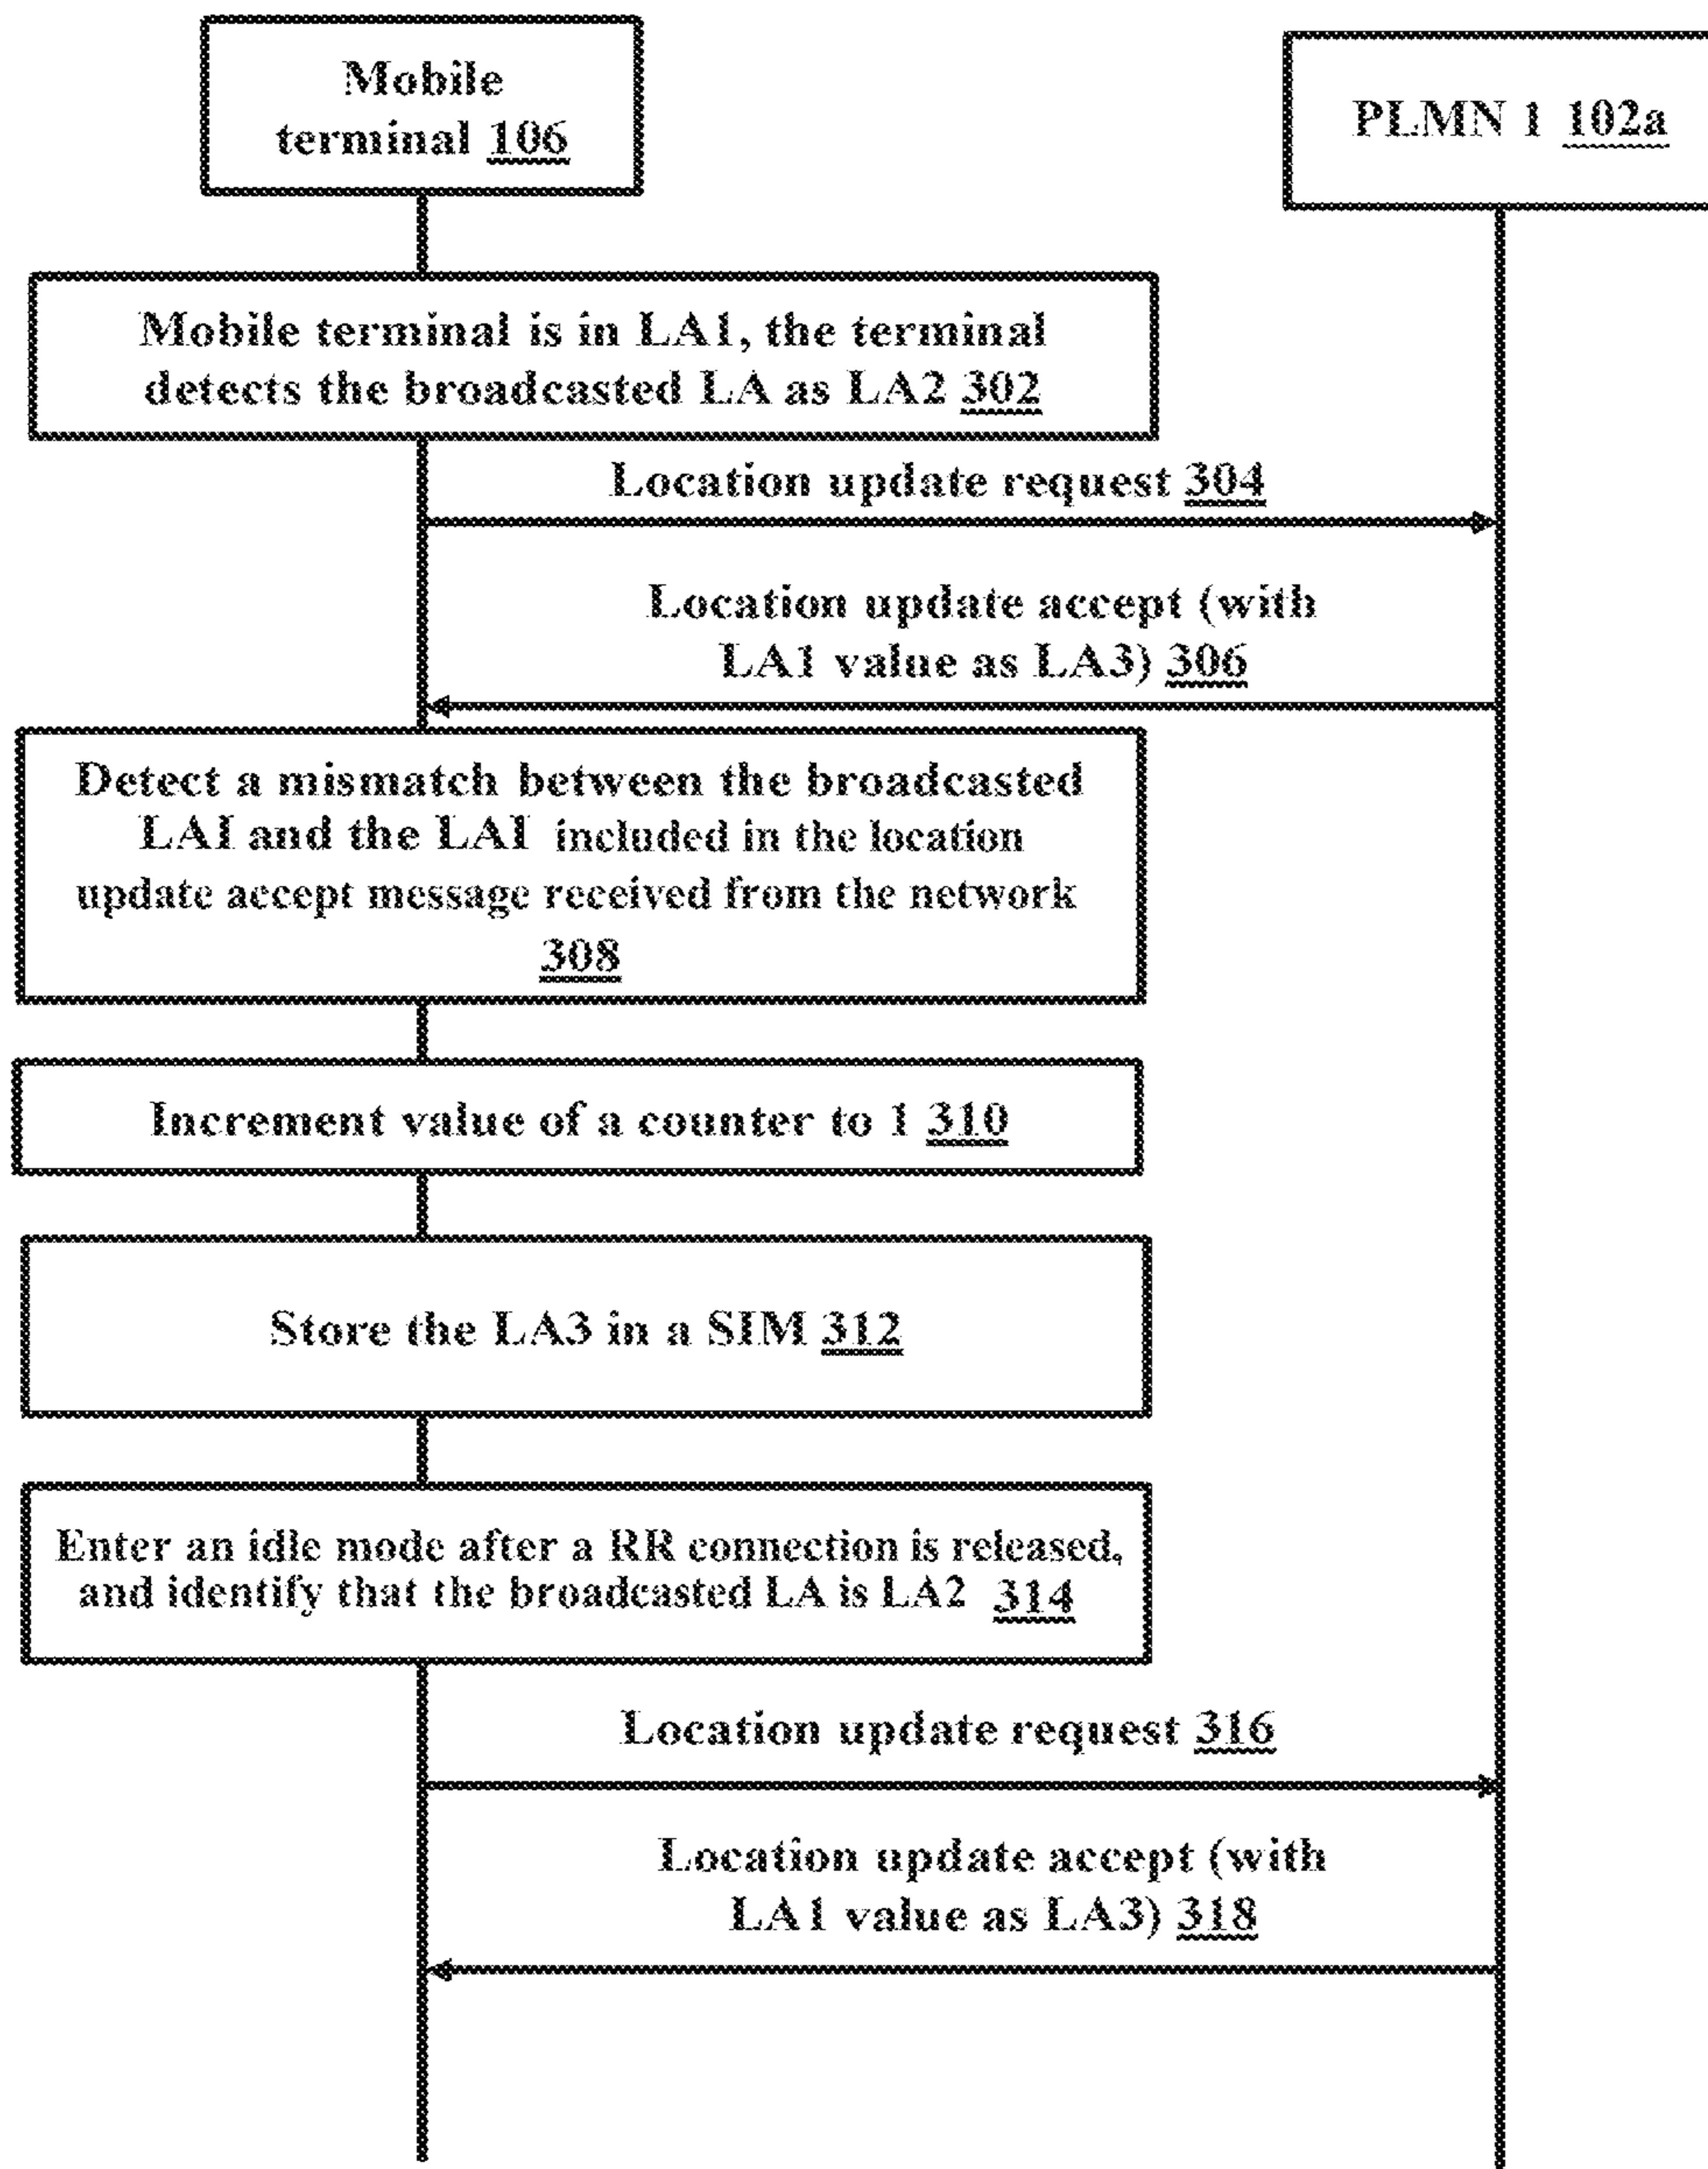 Mobile
terminal 106
PLMN 1 102a
Mobile terminal is in LA1, the terminal
detects the broadcasted LA as LA2 302
Location update request 304
Location update accept (with
LA1 value as LA3) 306
Detect a mismatch between the broadcasted
LAI and the LAI included in the location
update accept message received from the network
308
Increment value of a counter to 1 310
Store the LA3 in a SIM 312
Enter an idle mode after a RR connection is released,
and identify that the broadcasted LA is LA2 314
Location update request 316
Location update accept (with
LA1 value as LA3) 318